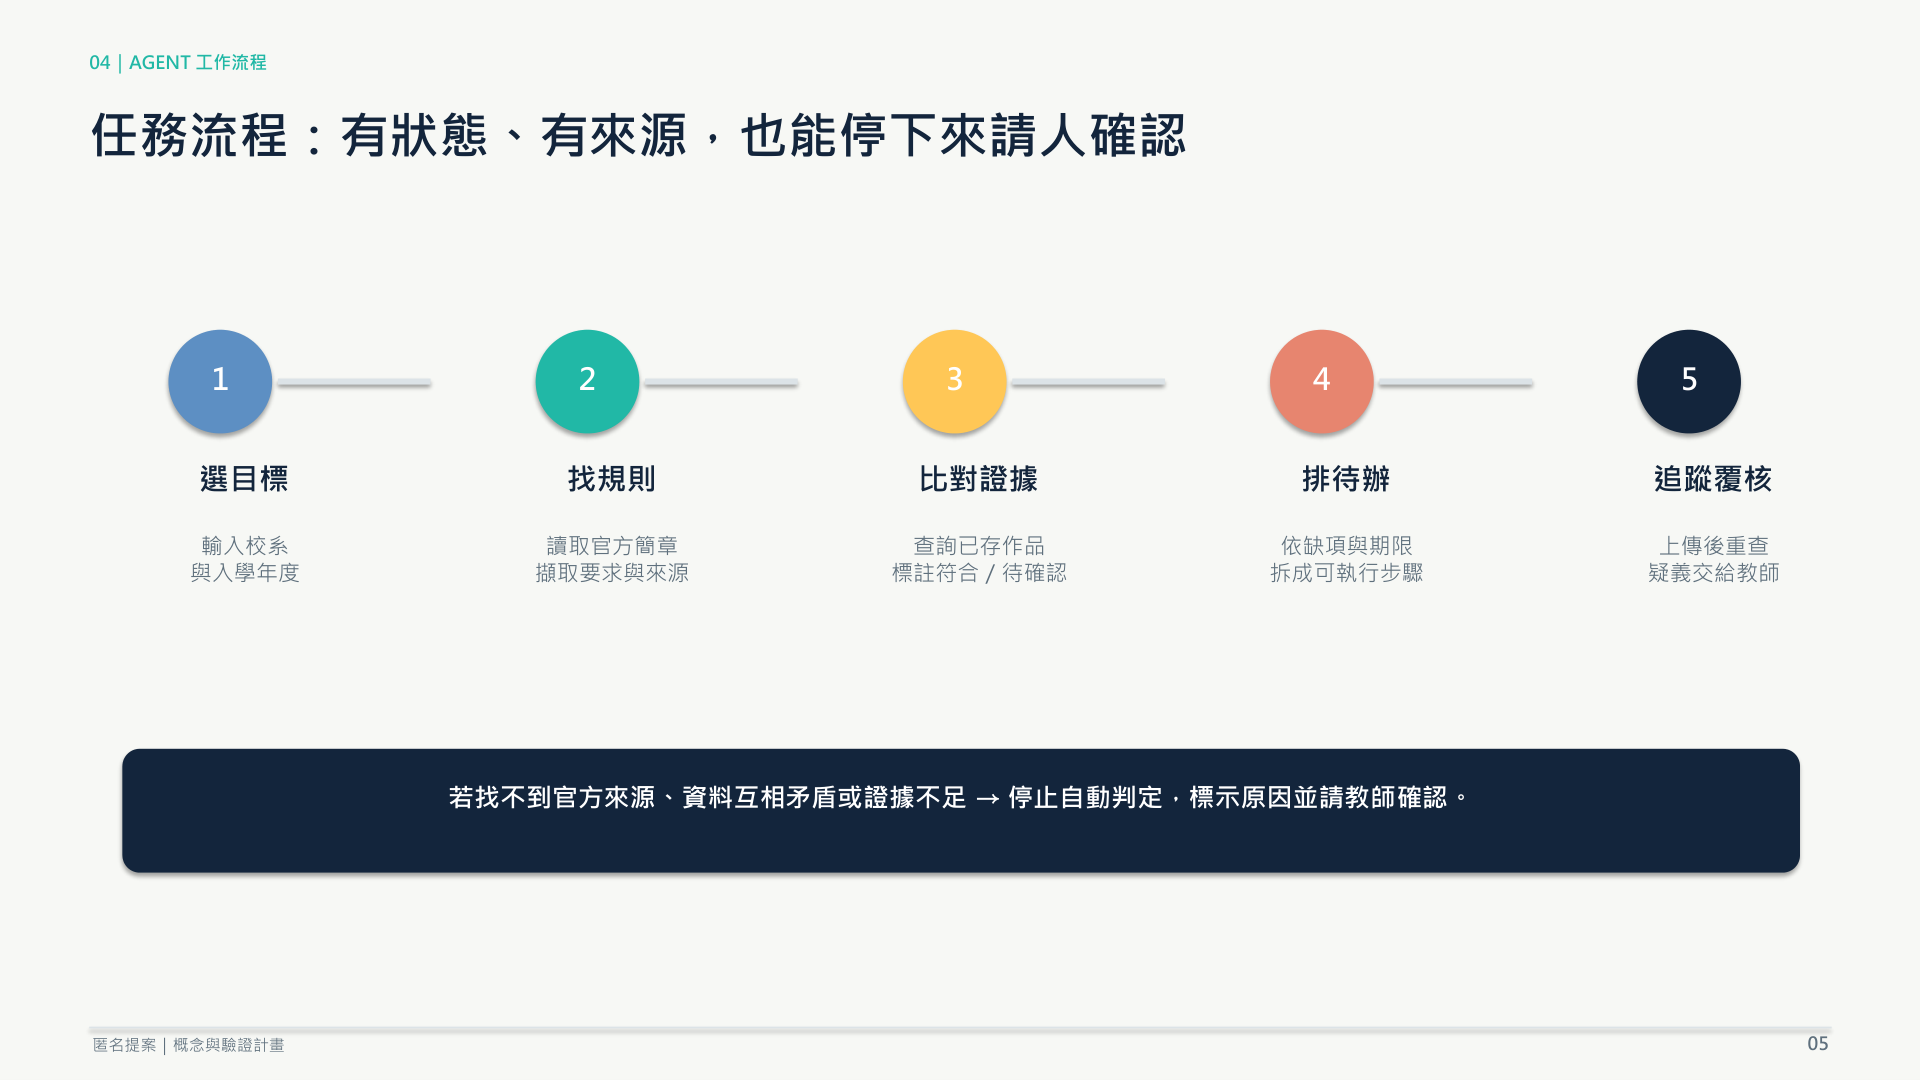 04｜AGENT 工作流程
任務流程：有狀態、有來源，也能停下來請人確認
1
2
3
4
5
選目標
找規則
比對證據
排待辦
追蹤覆核
輸入校系
與入學年度
讀取官方簡章
擷取要求與來源
查詢已存作品
標註符合 / 待確認
依缺項與期限
拆成可執行步驟
上傳後重查
疑義交給教師
若找不到官方來源、資料互相矛盾或證據不足 → 停止自動判定，標示原因並請教師確認。
匿名提案｜概念與驗證計畫
05